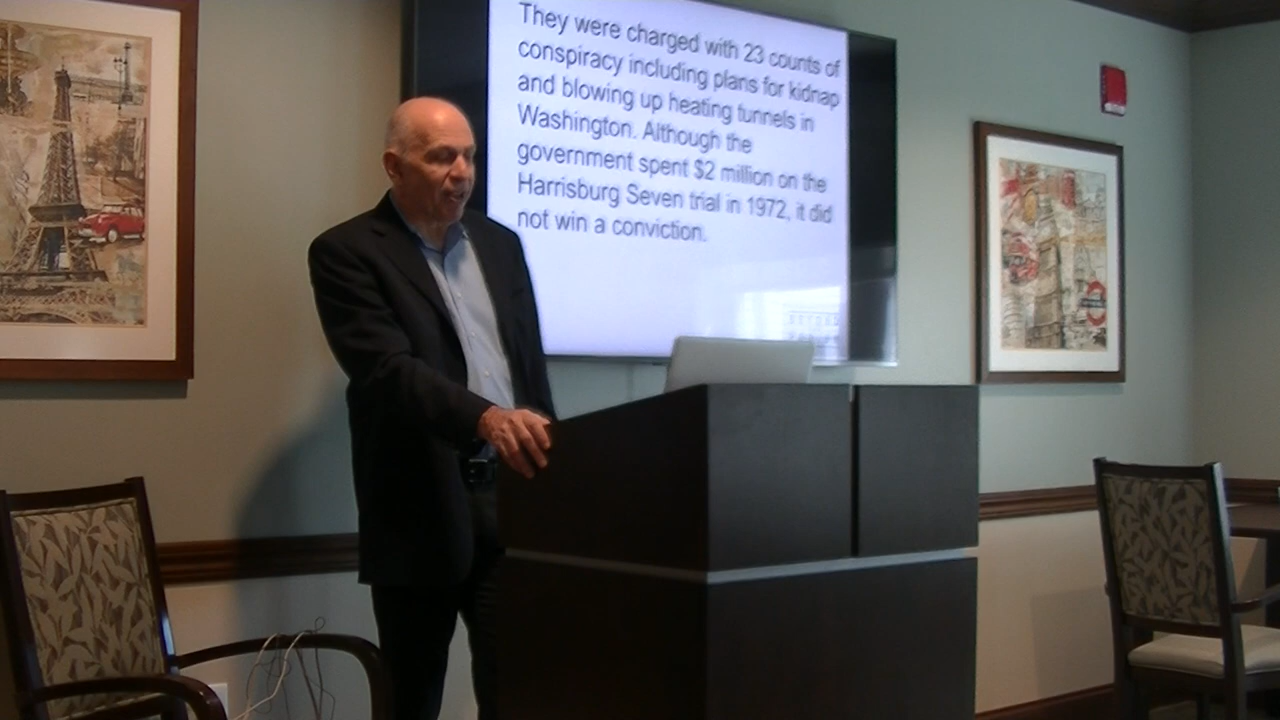 They were charged with 23 counts of
conspiracy including plans for kidnap
and blowing up heating tunnels in
Washington. Although the
government spent $2 million on the
Harrisburg Seven trial in 1972, it did
not win a conviction.